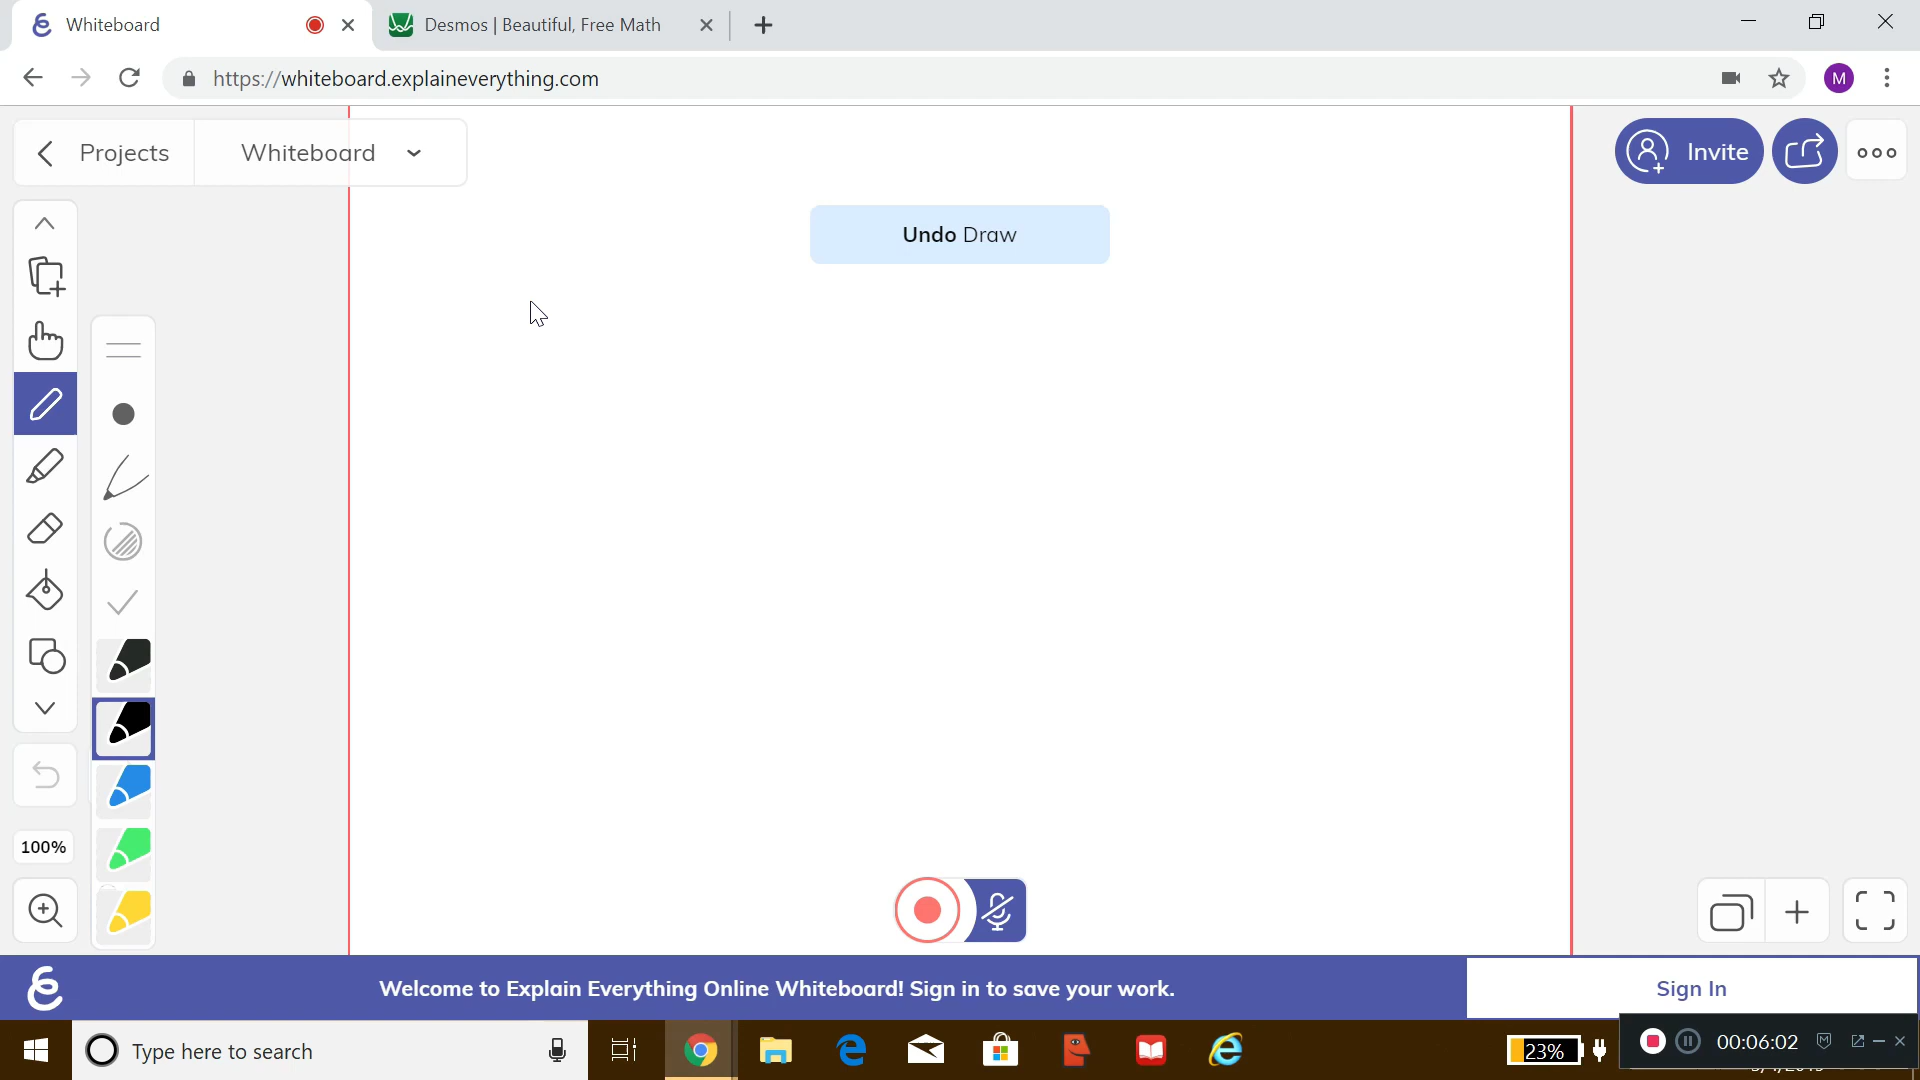 Whiteboard
Desmos | Beautiful, Free Math
https://whiteboard.explaineverything.com
M
Projects
Whiteboard
Invite
Undo Draw
100%
Welcome to Explain Everything Online Whiteboard! Sign in to save your work.
Sign In
Type here to search
23%
00:06:02